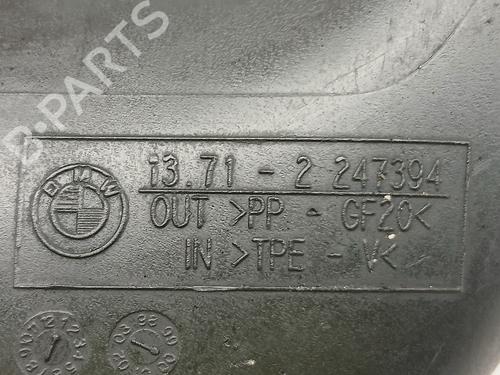 B-PARTS
BMW
13.71 - 2 247394
OUT >PP - GF20<
IN >TPE - V<